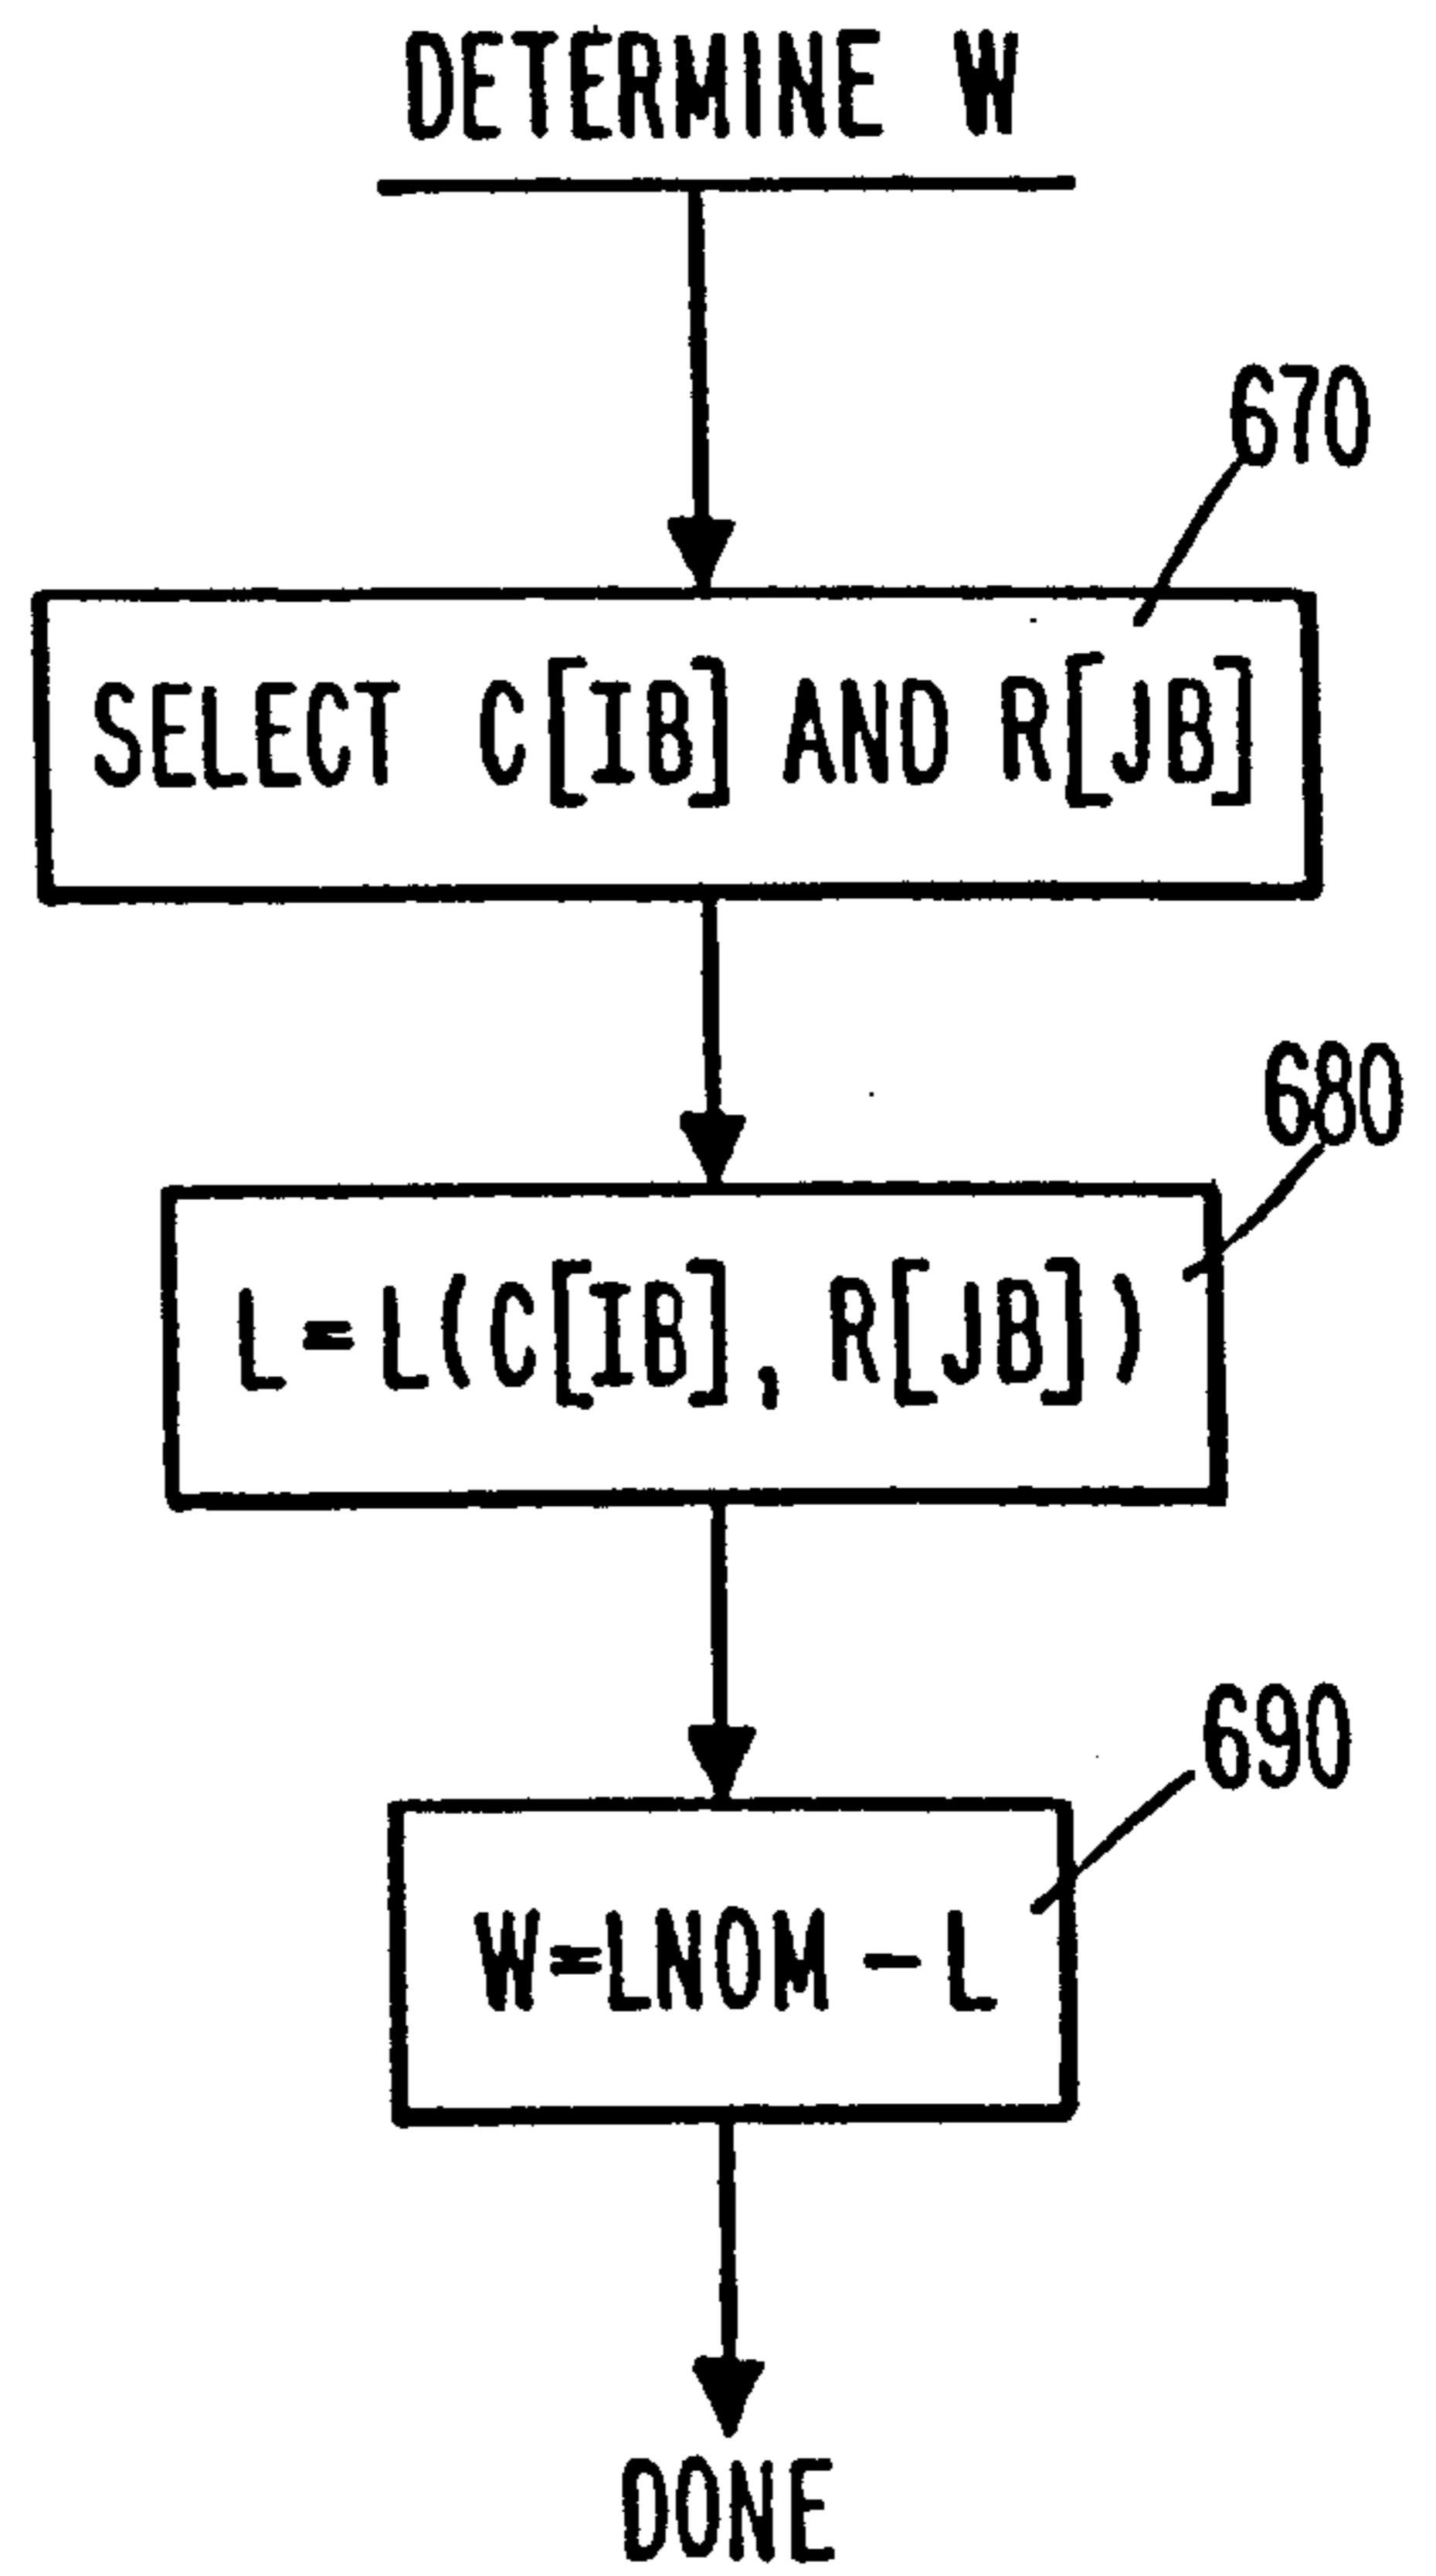 DETERMINE W
670
SELECT C[IB] AND R[JB]
680
L=L(C[IB], R[JB])
690
W=LNOM-L
DONE